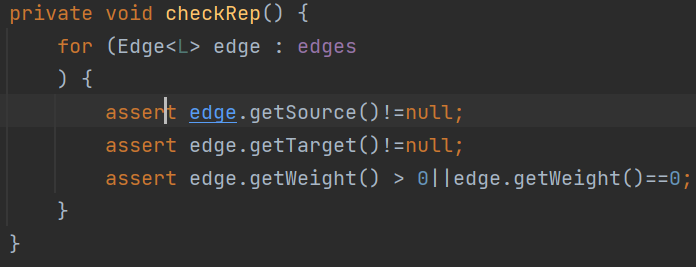 private void checkRep() {
for (Edge<L> edge : edges
) {
assert edge.getSource()!=null;
assert edge.getTarget()!=null;
assert edge.getWeight() > 0||edge.getWeight()==0;
}
}